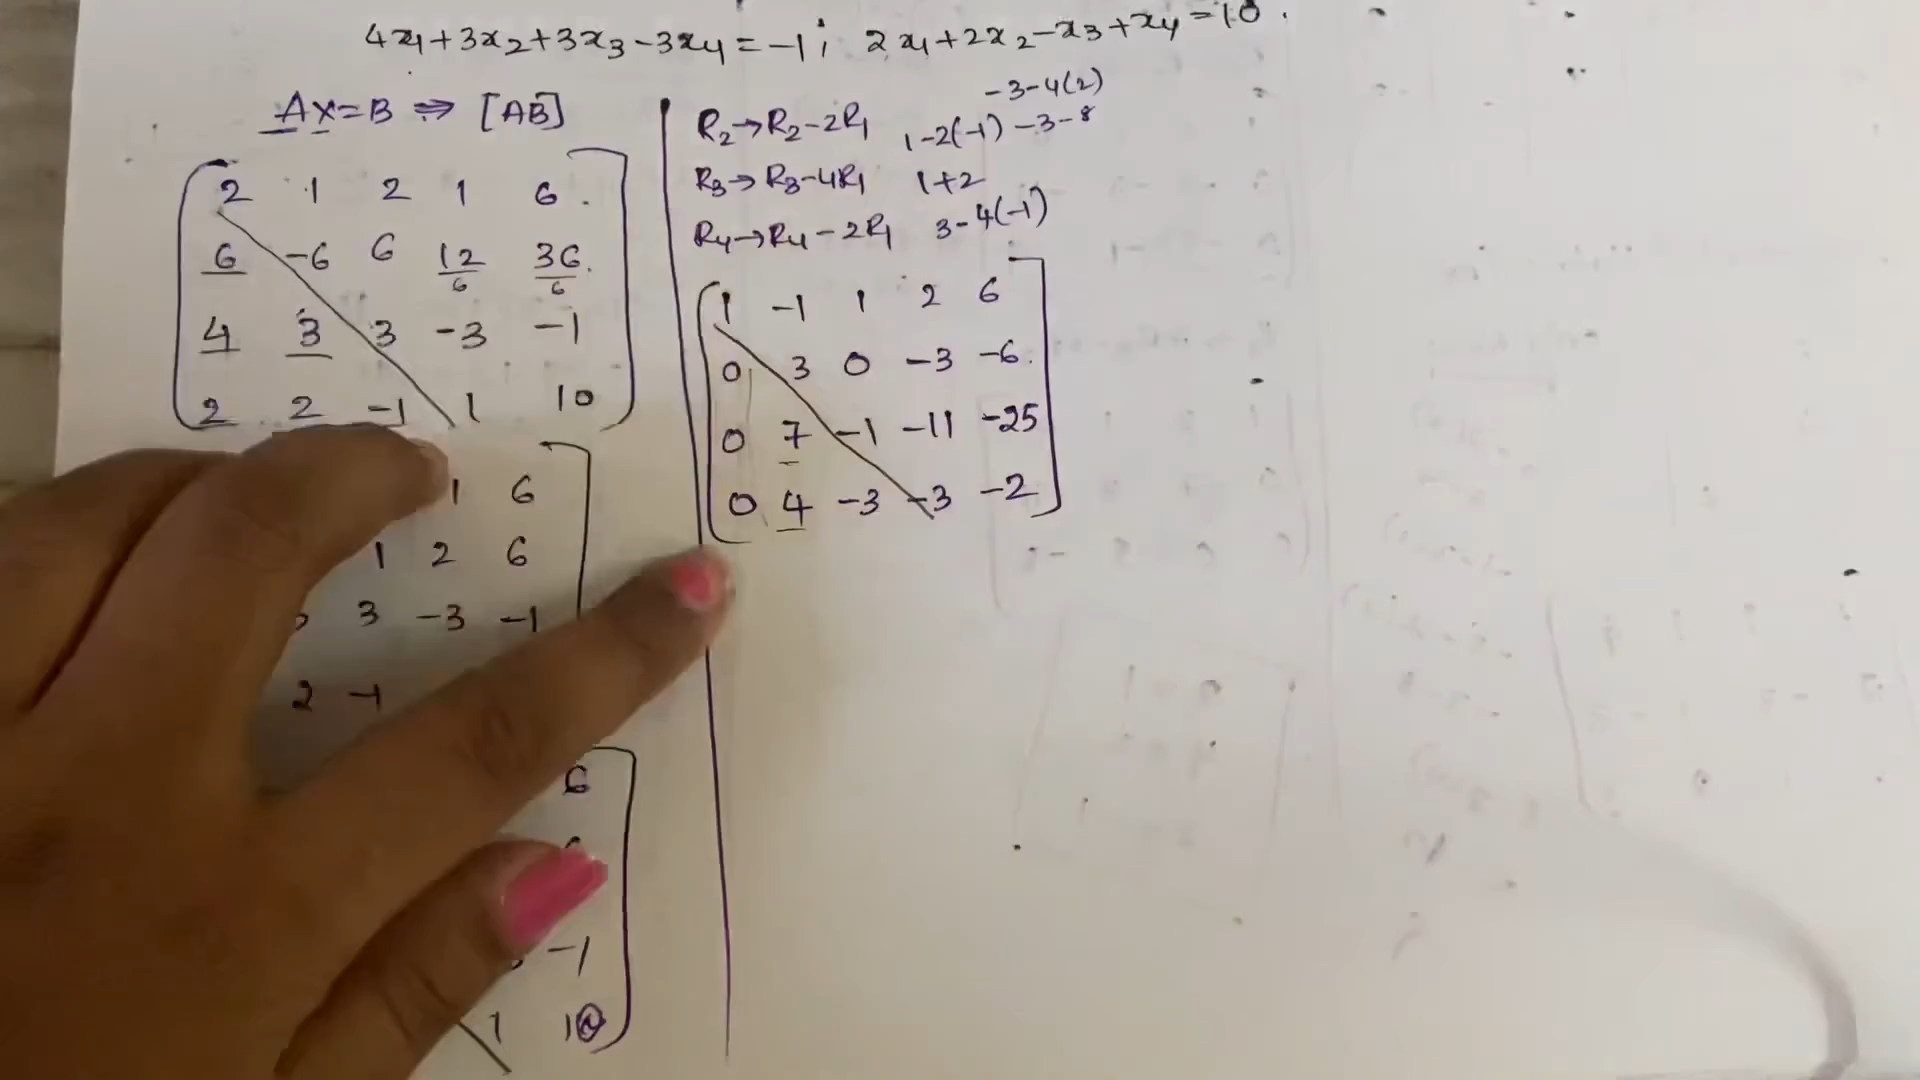 4x1+3x2+3x3-3x4=-1; 2x1+2x2-x3+x4=10.
AX=B ⇒ [AB]
2 1 2 1 6
6 -6 6 12/6 36/6
4 3 3 -3 -1
2 2 -1 1 10
1 6
1 2 6
3 -3 -1
2 -1
6
-1
1 10
-3-4(2)
R2→R2-2R1 1-2(-1) -3-8
R3→R3-4R1 1+2
R4→R4-2R1 3-4(-1)
1 -1 1 2 6
0 3 0 -3 -6
0 7 -1 -11 -25
0 4 -3 -3 -2